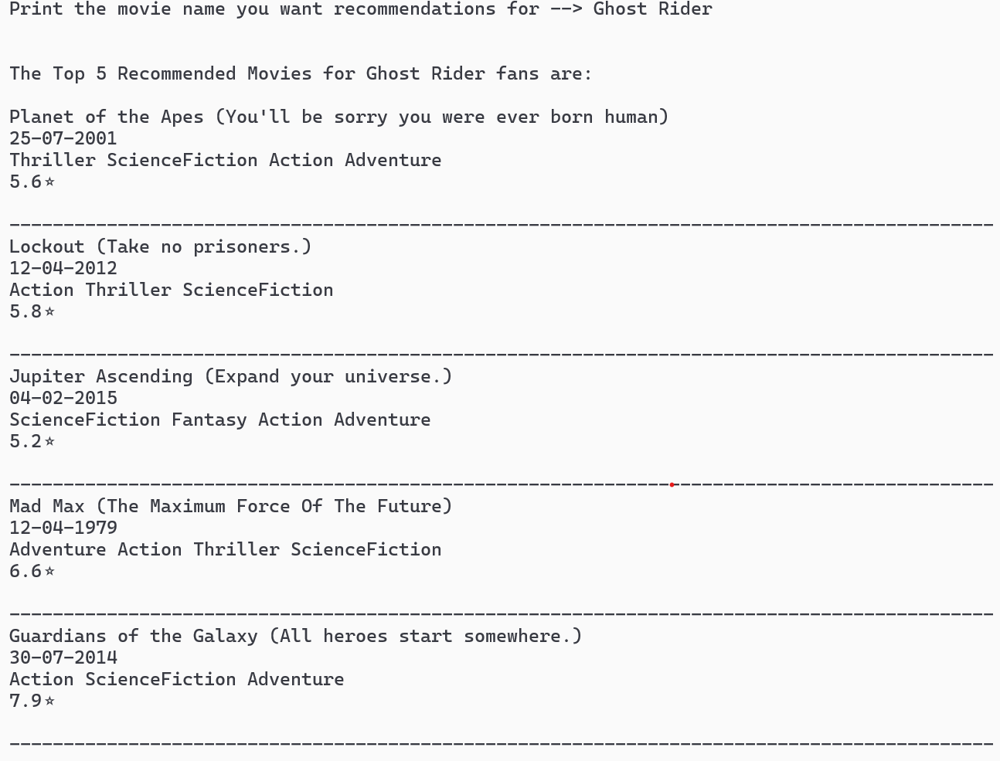 Print the movie name you want recommendations for --> Ghost Rider
The Top 5 Recommended Movies for Ghost Rider fans are:
Planet of the Apes (You'll be sorry you were ever born human)
25-07-2001
Thriller ScienceFiction Action Adventure
5.6⭐
-------------------------------------------------------------------------------------------
Lockout (Take no prisoners.)
12-04-2012
Action Thriller ScienceFiction
5.8⭐
-------------------------------------------------------------------------------------------
Jupiter Ascending (Expand your universe.)
04-02-2015
ScienceFiction Fantasy Action Adventure
5.2⭐
-------------------------------------------------------------------------------------------
Mad Max (The Maximum Force Of The Future)
12-04-1979
Adventure Action Thriller ScienceFiction
6.6⭐
-------------------------------------------------------------------------------------------
Guardians of the Galaxy (All heroes start somewhere.)
30-07-2014
Action ScienceFiction Adventure
7.9⭐
-------------------------------------------------------------------------------------------